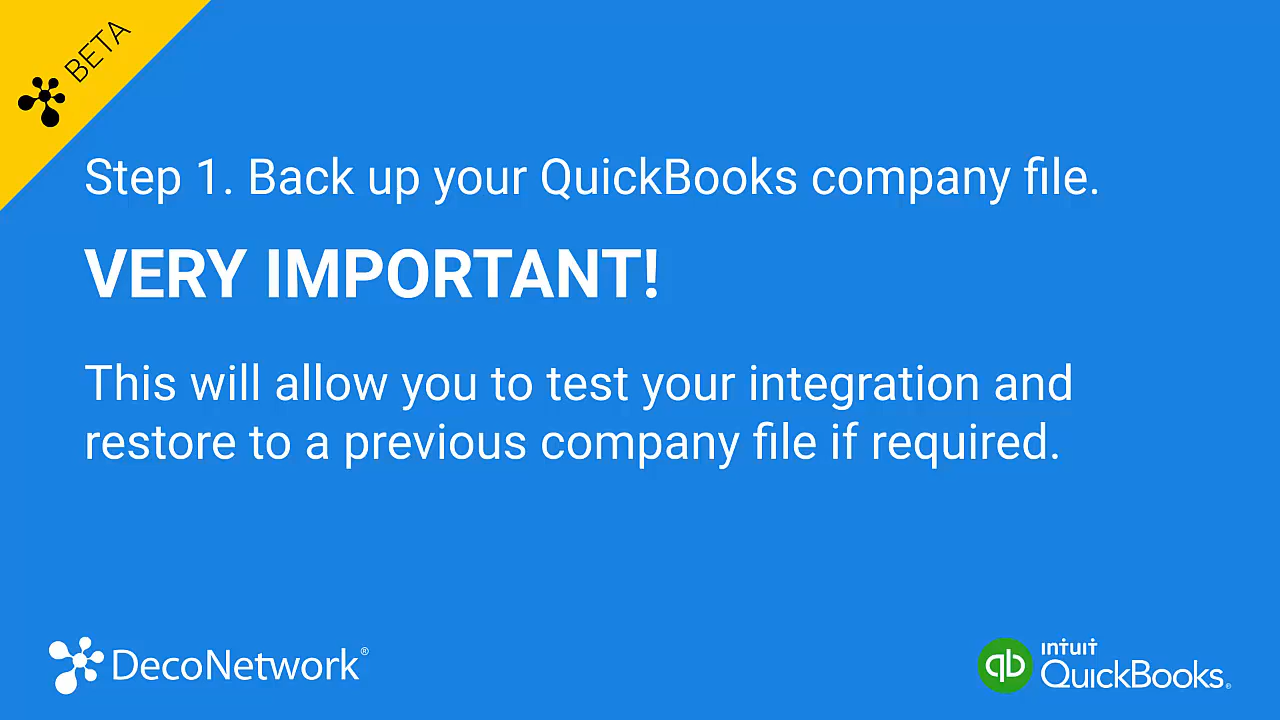 BETA
Step 1. Back up your QuickBooks company file.
VERY IMPORTANT!
This will allow you to test your integration and
restore to a previous company file if required.
DecoNetwork®
qb
intuit
QuickBooks®